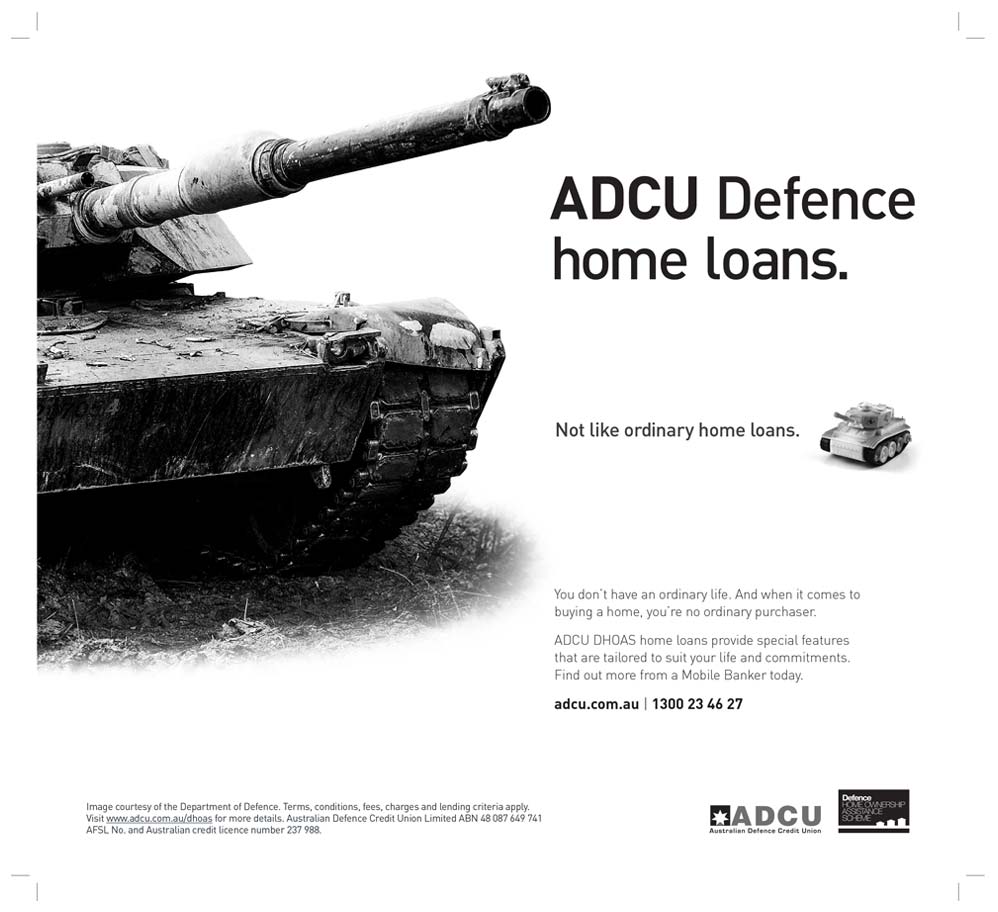 ADCU Defence
home loans.
Not like ordinary home loans.
You don't have an ordinary life. And when it comes to
buying a home, you're no ordinary purchaser.
ADCU DHOAS home loans provide special features
that are tailored to suit your life and commitments.
Find out more from a Mobile Banker today.
adcu.com.au | 1300 23 46 27
Image courtesy of the Department of Defence. Terms, conditions, fees, charges and lending criteria apply.
Visit www.adcu.com.au/dhoas for more details. Australian Defence Credit Union Limited ABN 48 087 649 741
AFSL No. and Australian credit licence number 237 988.
ADCU
Australian Defence Credit Union
Defence
HOME OWNERSHIP
ASSISTANCE
SCHEME